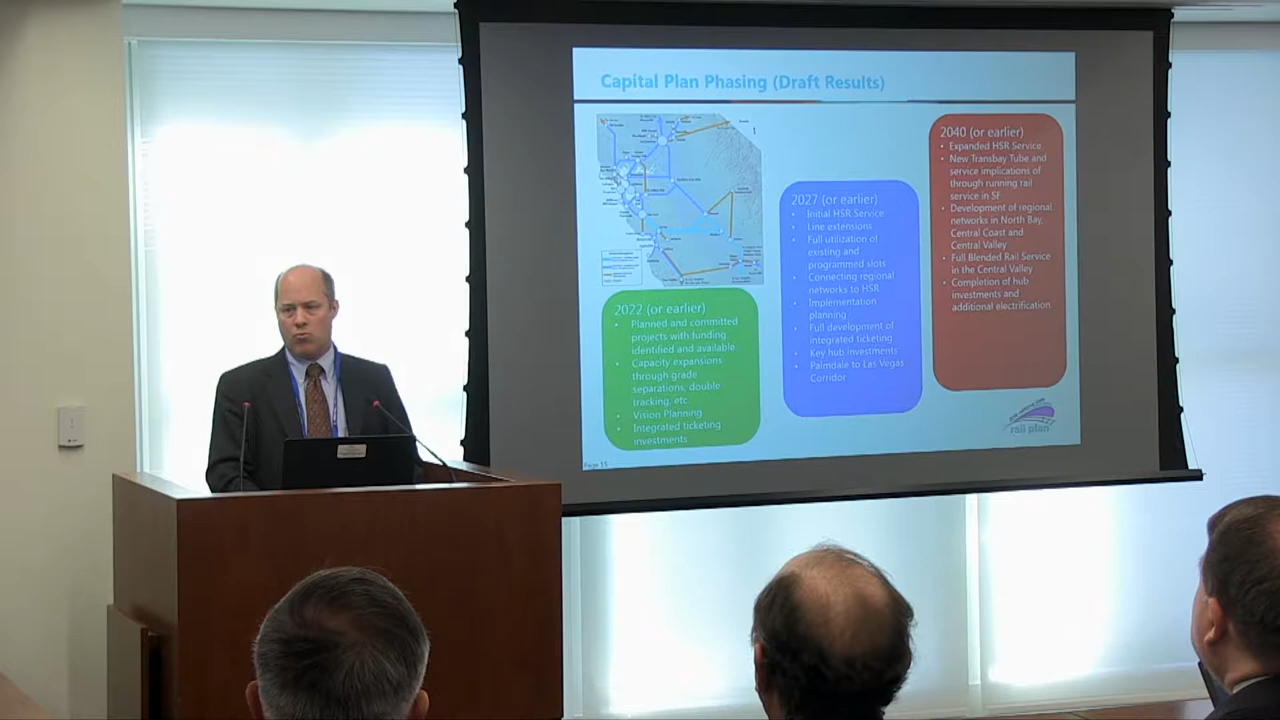 Capital Plan Phasing (Draft Results)
2022 (or earlier)
• Planned and committed
projects with funding
identified and available
• Capacity expansions
through grade
separations, double
tracking, etc.
• Vision Planning
• Integrated ticketing
investments
2027 (or earlier)
• Initial HSR Service
• Line extensions
• Full utilization of
existing and
programmed slots
• Connecting regional
networks to HSR
• Implementation
planning
• Full development of
integrated ticketing
• Key hub investments
• Palmdale to Las Vegas
Corridor
2040 (or earlier)
• Expanded HSR Service
• New Transbay Tube and
service implications of
through running rail
service in SF
• Development of regional
networks in North Bay,
Central Coast and
Central Valley
• Full Blended Rail Service
in the Central Valley
• Completion of hub
investments and
additional electrification
rail plan
Page 15